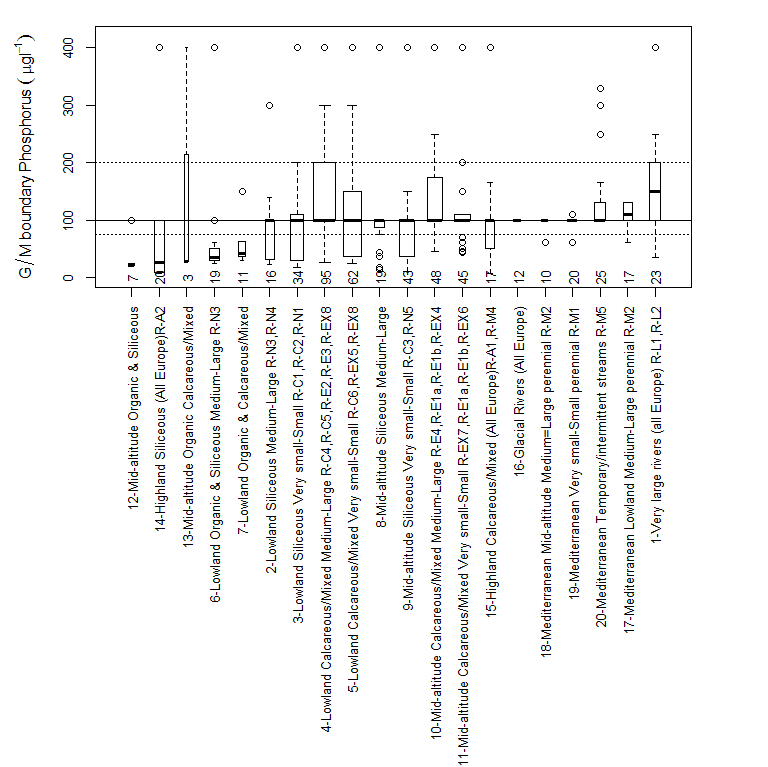 G/M boundary Phosphorus ( μgl⁻¹)
400
300
200
100
0
7
20
3
19
11
16
34
95
62
19
43
48
45
17
12
10
20
25
17
23
12-Mid-altitude Organic & Siliceous
14-Highland Siliceous (All Europe)R-A2
13-Mid-altitude Organic Calcareous/Mixed
6-Lowland Organic & Siliceous Medium-Large R-N3
7-Lowland Organic & Calcareous/Mixed
2-Lowland Siliceous Medium-Large R-N3,R-N4
3-Lowland Siliceous Very small-Small R-C1,R-C2,R-N1
4-Lowland Calcareous/Mixed Medium-Large R-C4,R-C5,R-E2,R-E3,R-EX8
5-Lowland Calcareous/Mixed Very small-Small R-C6,R-EX5,R-EX8
8-Mid-altitude Siliceous Medium-Large
9-Mid-altitude Siliceous Very small-Small R-C3,R-N5
10-Mid-altitude Calcareous/Mixed Medium-Large R-E4,R-E1a,R-E1b,R-EX4
11-Mid-altitude Calcareous/Mixed Very small-Small R-EX7,R-E1a,R-E1b,R-EX6
15-Highland Calcareous/Mixed (All Europe)R-A1,R-M4
16-Glacial Rivers (All Europe)
18-Mediterranean Mid-altitude Medium=Large perennial R-M2
19-Mediterranean Very small-Small perennial R-M1
20-Mediterranean Temporary/intermittent streams R-M5
17-Mediterranean Lowland Medium-Large perennial R-M2
1-Very large rivers (all Europe) R-L1,R-L2